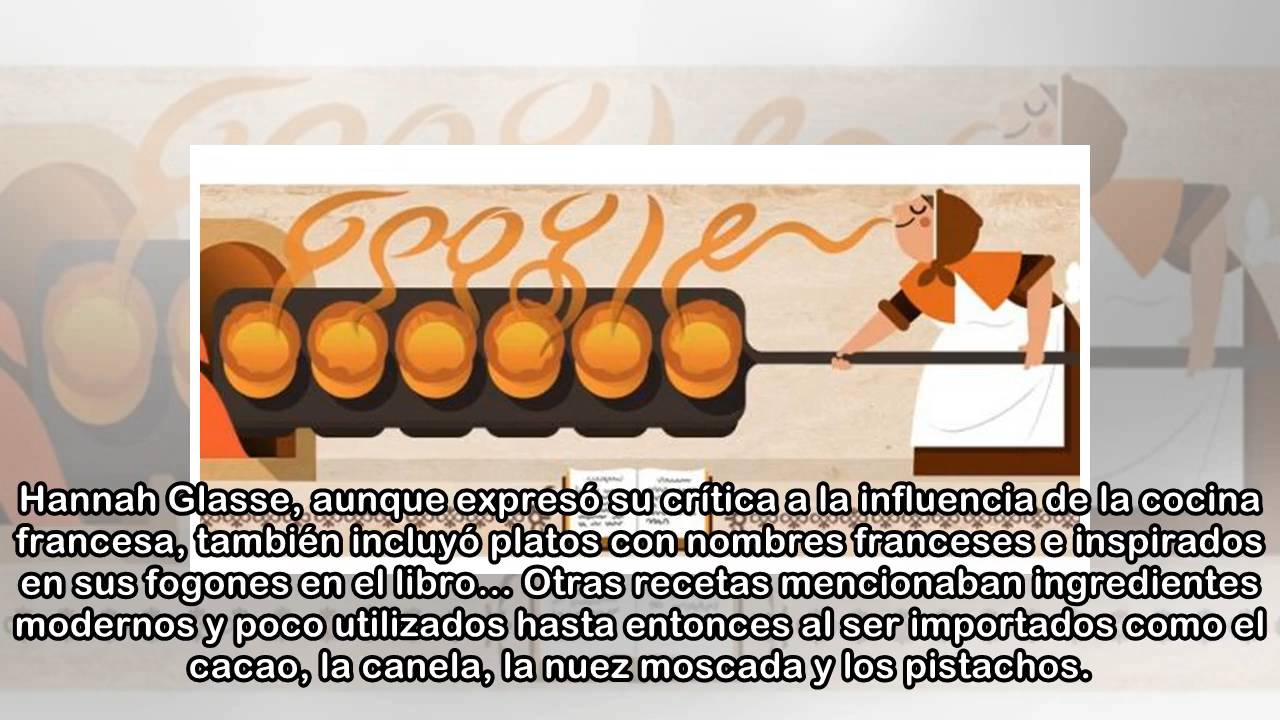 Google
Hannah Glasse, aunque expresó su crítica a la influencia de la cocina
francesa, también incluyó platos con nombres franceses e inspirados
en sus fogones en el libro... Otras recetas mencionaban ingredientes
modernos y poco utilizados hasta entonces al ser importados como el
cacao, la canela, la nuez moscada y los pistachos.